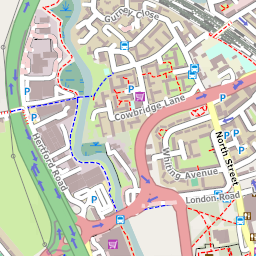 Gurney Close
Cowbridge Lane
Hertford Road
Whiting Avenue
North Street
London Road
P
P
P
P
P
P